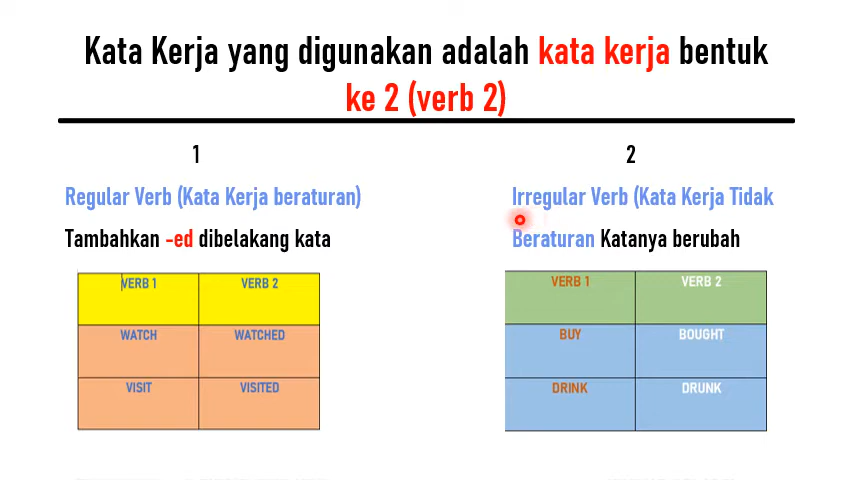 Kata Kerja yang digunakan adalah kata kerja bentuk
ke 2 (verb 2)
1
Regular Verb (Kata Kerja beraturan)
Tambahkan -ed dibelakang kata
VERB 1 VERB 2
WATCH WATCHED
VISIT VISITED
2
Irregular Verb (Kata Kerja Tidak
Beraturan Katanya berubah
VERB 1 VERB 2
BUY BOUGHT
DRINK DRUNK